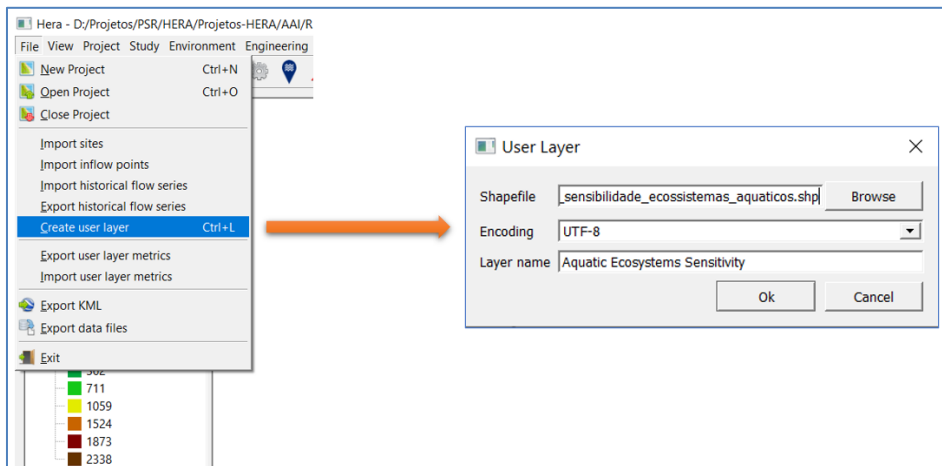 Hera - D:/Projetos/PSR/HERA/Projetos-HERA/AAI/R
File View Project Study Environment Engineering
New Project Ctrl+N
Open Project Ctrl+O
Close Project
Import sites
Import inflow points
Import historical flow series
Export historical flow series
Create user layer Ctrl+L
Export user layer metrics
Import user layer metrics
Export KML
Export data files
Exit
711
1059
1524
1873
2338
User Layer
Shapefile _sensibilidade_ecossistemas_aquaticos.shp Browse
Encoding UTF-8
Layer name Aquatic Ecosystems Sensitivity
Ok Cancel